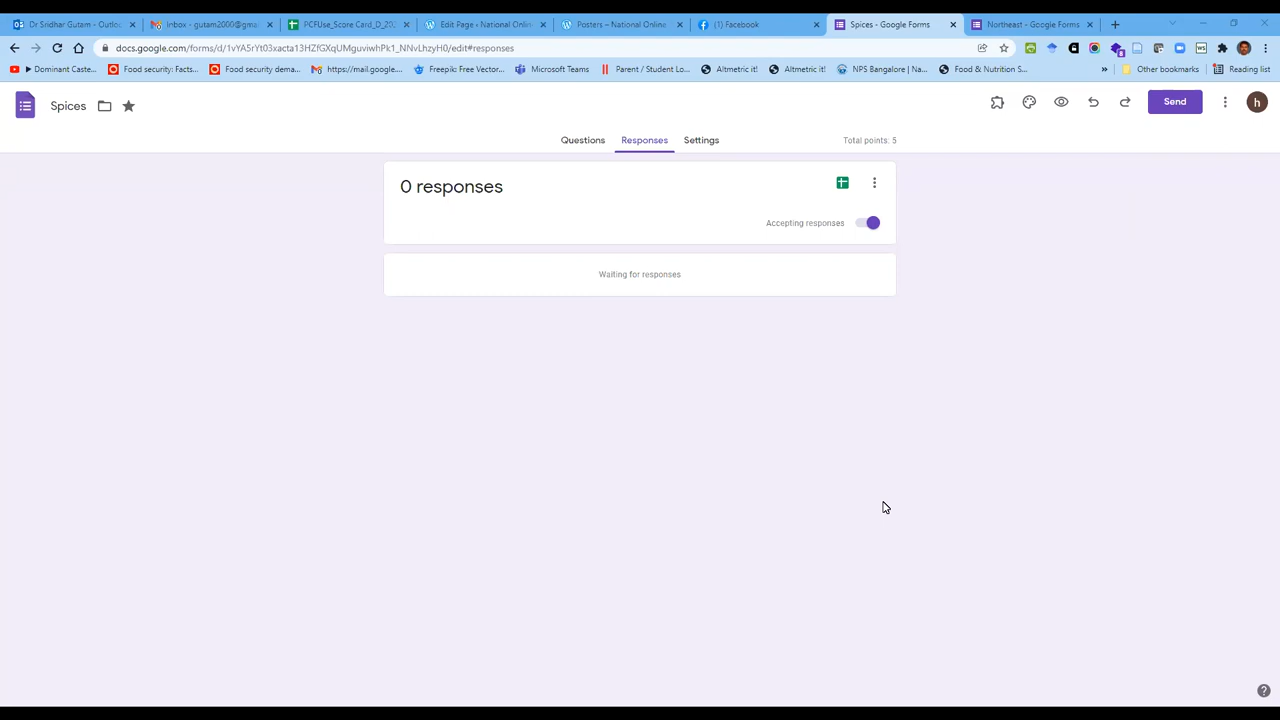 Dr Sridhar Gutam - Outlo
Inbox - gutam2000@gma
PCFUse_Score Card_D_20
Edit Page ‹ National Onlin
Posters – National Online
(1) Facebook
Spices - Google Forms
Northeast - Google Forms
docs.google.com/forms/d/1vYA5rYt03xacta13HZfGXqUMguviwhPk1_NNvLhzyH0/edit#responses
Dominant Caste...
Food security: Facts...
Food security dema...
https://mail.google....
Freepik: Free Vector...
Microsoft Teams
Parent / Student Lo...
Altmetric it!
Altmetric it!
NPS Bangalore | Na...
Food & Nutrition S...
»
Other bookmarks
Reading list
Spices
Send
h
Questions
Responses
Settings
Total points: 5
0 responses
Accepting responses
Waiting for responses